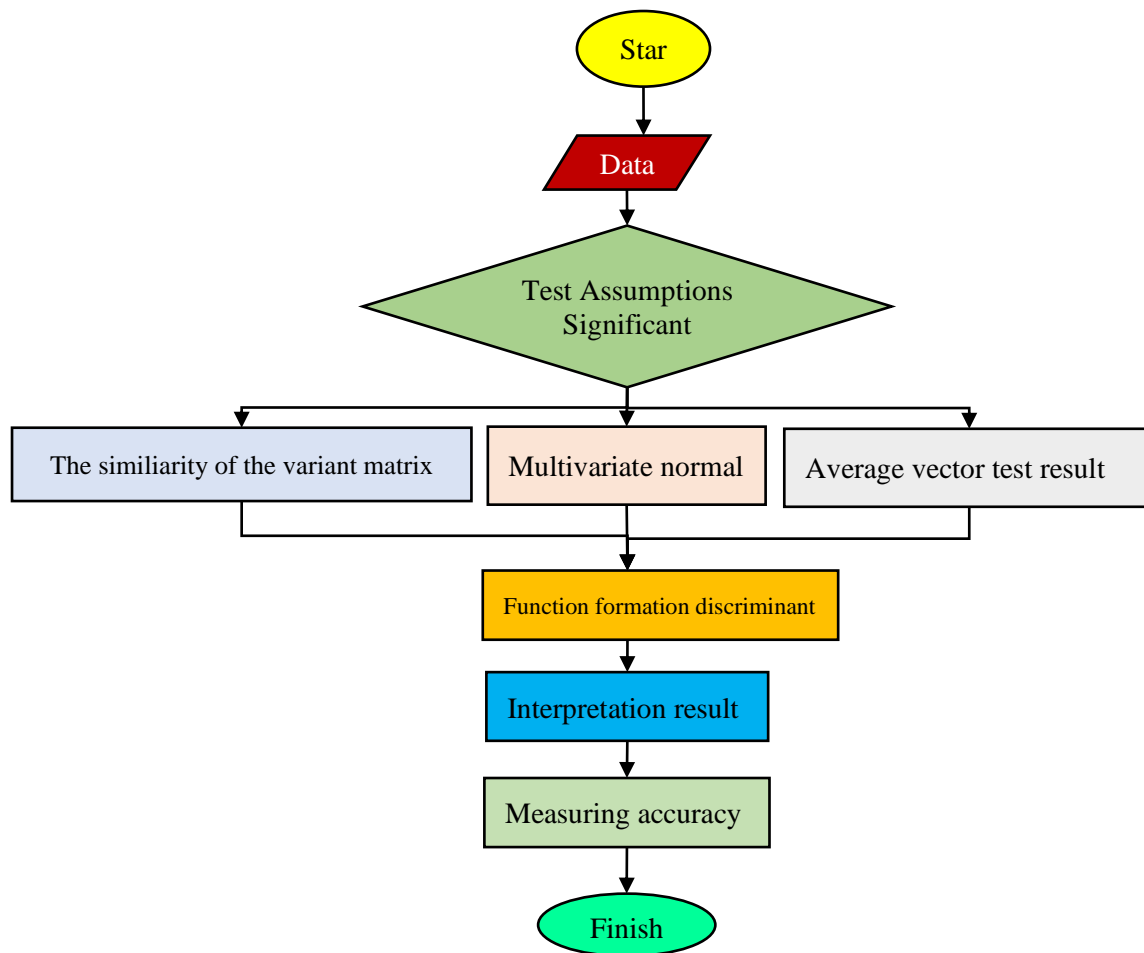 Star
Data
Test Assumptions
Significant
The similiarity of the variant matrix
Multivariate normal
Average vector test result
Function formation discriminant
Interpretation result
Measuring accuracy
Finish